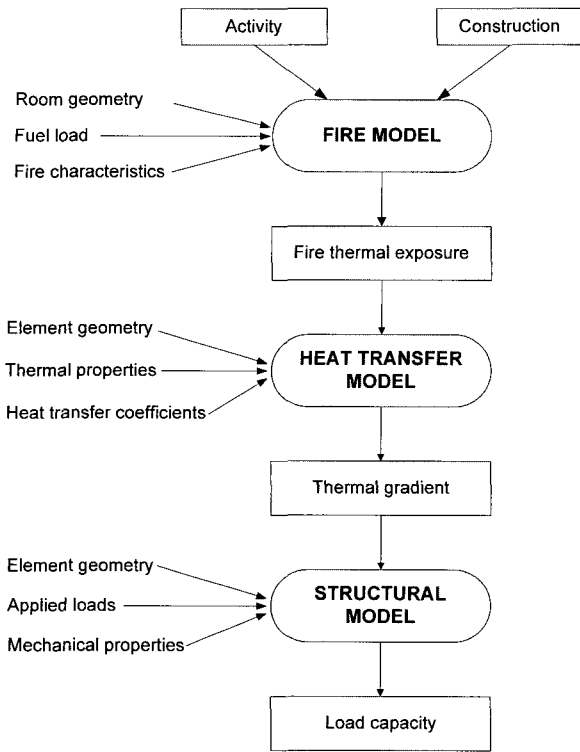 Activity
Construction
Room geometry
Fuel load
Fire characteristics
FIRE MODEL
Fire thermal exposure
Element geometry
Thermal properties
Heat transfer coefficients
HEAT TRANSFER
MODEL
Thermal gradient
Element geometry
Applied loads
Mechanical properties
STRUCTURAL
MODEL
Load capacity